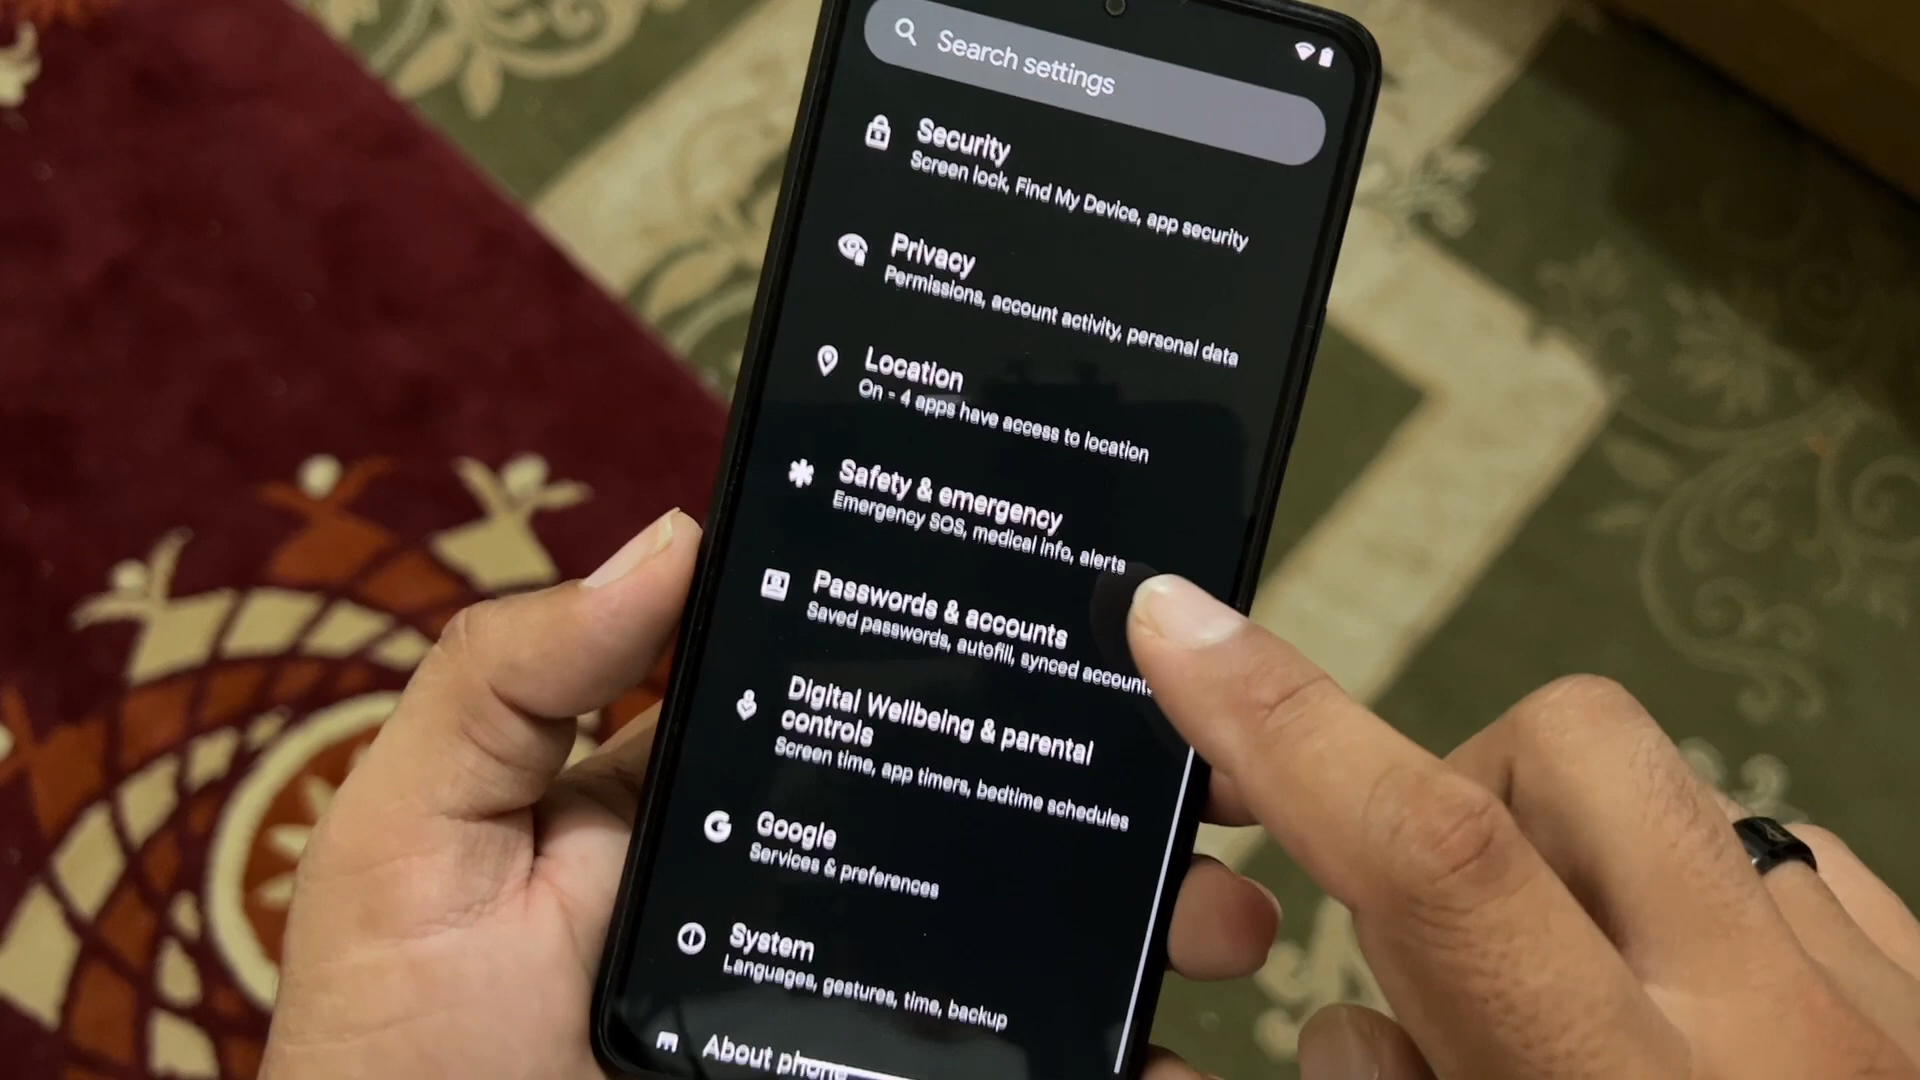 Search settings
Security
Screen lock, Find My Device, app security
Privacy
Permissions, account activity, personal data
Location
On - 4 apps have access to location
Safety & emergency
Emergency SOS, medical info, alerts
Passwords & accounts
Saved passwords, autofill, synced account
Digital Wellbeing & parental
controls
Screen time, app timers, bedtime schedules
Google
Services & preferences
System
Languages, gestures, time, backup
About phone